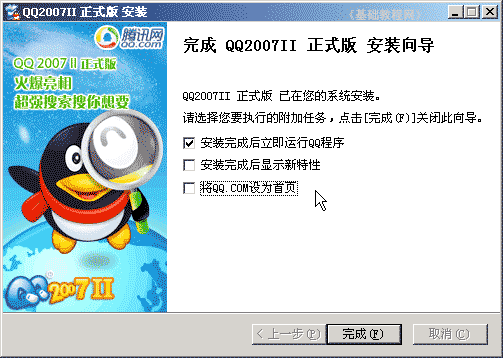 QQ2007II 正式版 安装
《基础教程网》
腾讯网
QQ.com
QQ2007II 正式版
火爆亮相
超强搜索搜你想要
QQ2007II
完成 QQ2007II 正式版 安装向导
QQ2007II 正式版 已在您的系统安装。
请选择您要执行的附加任务，点击[完成(F)]关闭此向导。
安装完成后立即运行QQ程序
安装完成后显示新特性
将QQ.COM设为首页
< 上一步(P)
完成(F)
取消(C)